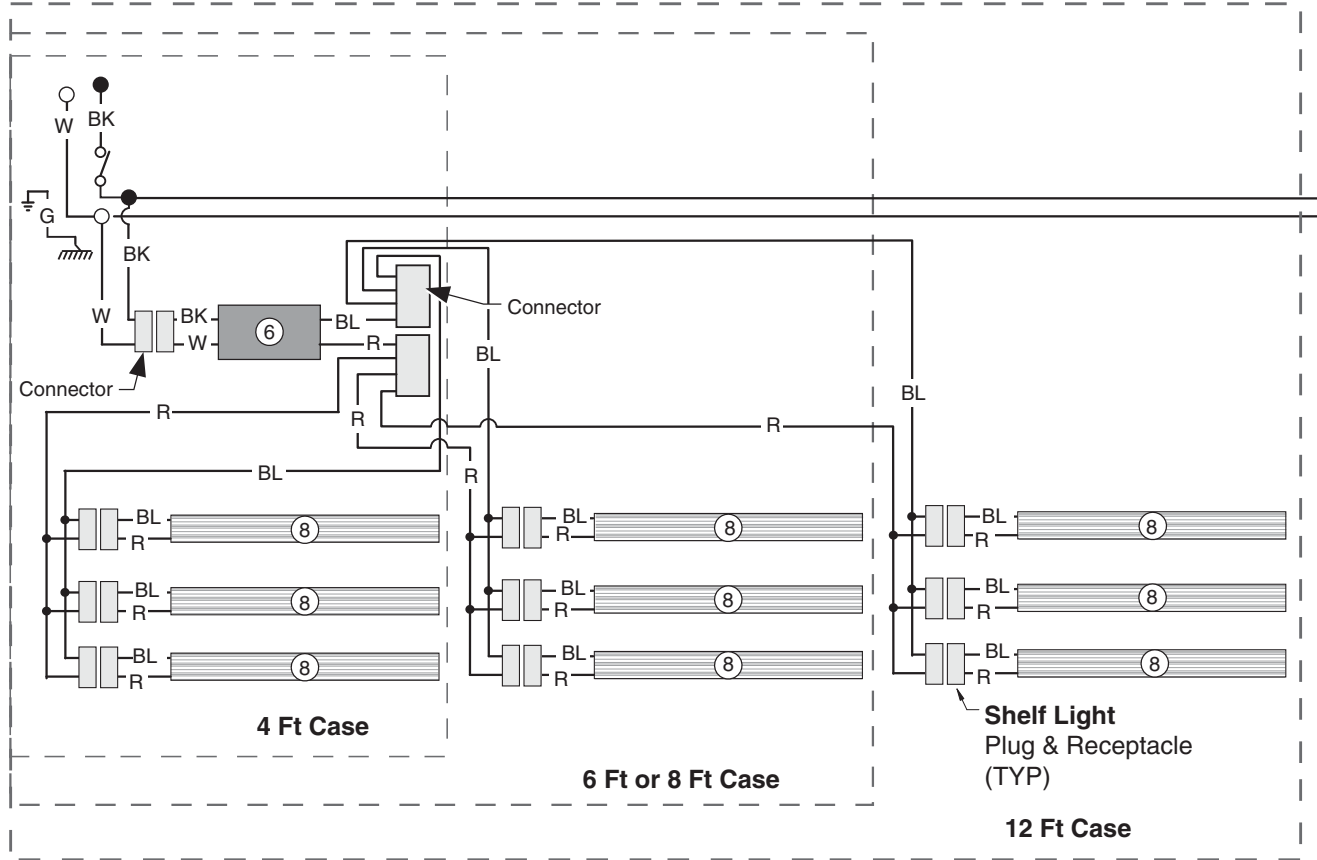 W
BK
G
BK
W
BK
W
6
BL
R
Connector
Connector
BL
BL
R
R
R
BL
R
BL
R
8
BL
R
8
BL
R
8
BL
R
8
BL
R
8
BL
R
8
BL
R
8
BL
R
8
BL
R
8
4 Ft Case
6 Ft or 8 Ft Case
Shelf Light
Plug & Receptacle
(TYP)
12 Ft Case